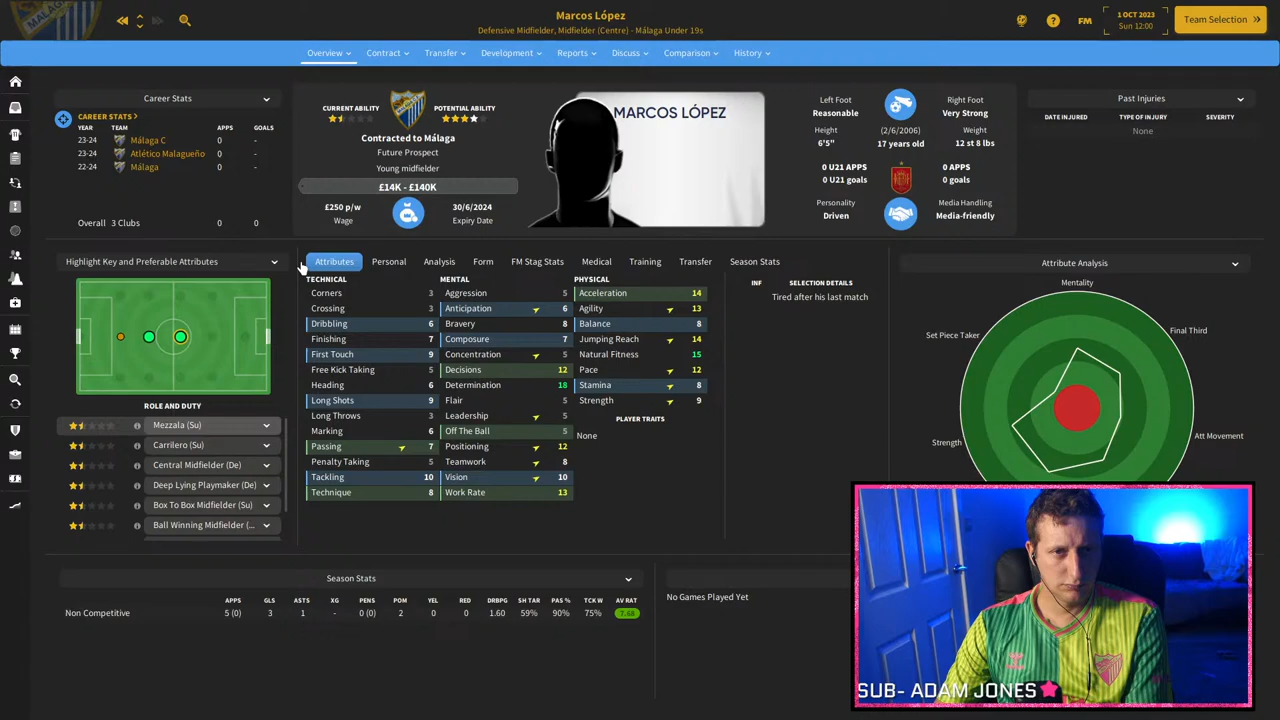 Marcos López
Defensive Midfielder, Midfielder (Centre) - Málaga Under 19s
FM
1 OCT 2023
Sun 12:00
Team Selection
Overview
Contract
Transfer
Development
Reports
Discuss
Comparison
History
Career Stats
CAREER STATS >
YEAR TEAM APPS GOALS
23-24 Málaga C 0 -
23-24 Atlético Malagueño 0 -
22-24 Málaga 0 -
Overall 3 Clubs 0 0
CURRENT ABILITY
POTENTIAL ABILITY
Contracted to Málaga
Future Prospect
Young midfielder
£14K - £140K
£250 p/w
Wage
30/6/2024
Expiry Date
MARCOS LÓPEZ
Left Foot
Reasonable
Right Foot
Very Strong
Height
6'5"
(2/6/2006)
17 years old
Weight
12 st 8 lbs
0 U21 APPS
0 U21 goals
0 APPS
0 goals
Personality
Driven
Media Handling
Media-friendly
Past Injuries
DATE INJURED TYPE OF INJURY SEVERITY
None
Highlight Key and Preferable Attributes
ROLE AND DUTY
Mezzala (Su)
Carrilero (Su)
Central Midfielder (De)
Deep Lying Playmaker (De)
Box To Box Midfielder (Su)
Ball Winning Midfielder (...
Attributes
Personal
Analysis
Form
FM Stag Stats
Medical
Training
Transfer
Season Stats
TECHNICAL
Corners 3
Crossing 3
Dribbling 6
Finishing 7
First Touch 9
Free Kick Taking 5
Heading 6
Long Shots 9
Long Throws 3
Marking 6
Passing 7
Penalty Taking 5
Tackling 10
Technique 8
MENTAL
Aggression 5
Anticipation 6
Bravery 8
Composure 7
Concentration 5
Decisions 12
Determination 18
Flair 5
Leadership 5
Off The Ball 5
Positioning 12
Teamwork 8
Vision 10
Work Rate 13
PHYSICAL
Acceleration 14
Agility 13
Balance 8
Jumping Reach 14
Natural Fitness 15
Pace 12
Stamina 8
Strength 9
PLAYER TRAITS
None
INF SELECTION DETAILS
Tired after his last match
Attribute Analysis
Mentality
Set Piece Taker
Final Third
Strength
Att Movement
Season Stats
APPS GLS ASTS XG PENS POM YEL RED DRBPG SH TAR PAS % TCK W AV RAT
Non Competitive 5 (0) 3 1 - 0 (0) 2 0 0 1.60 59% 90% 75% 7.68
No Games Played Yet
SUB- ADAM JONES